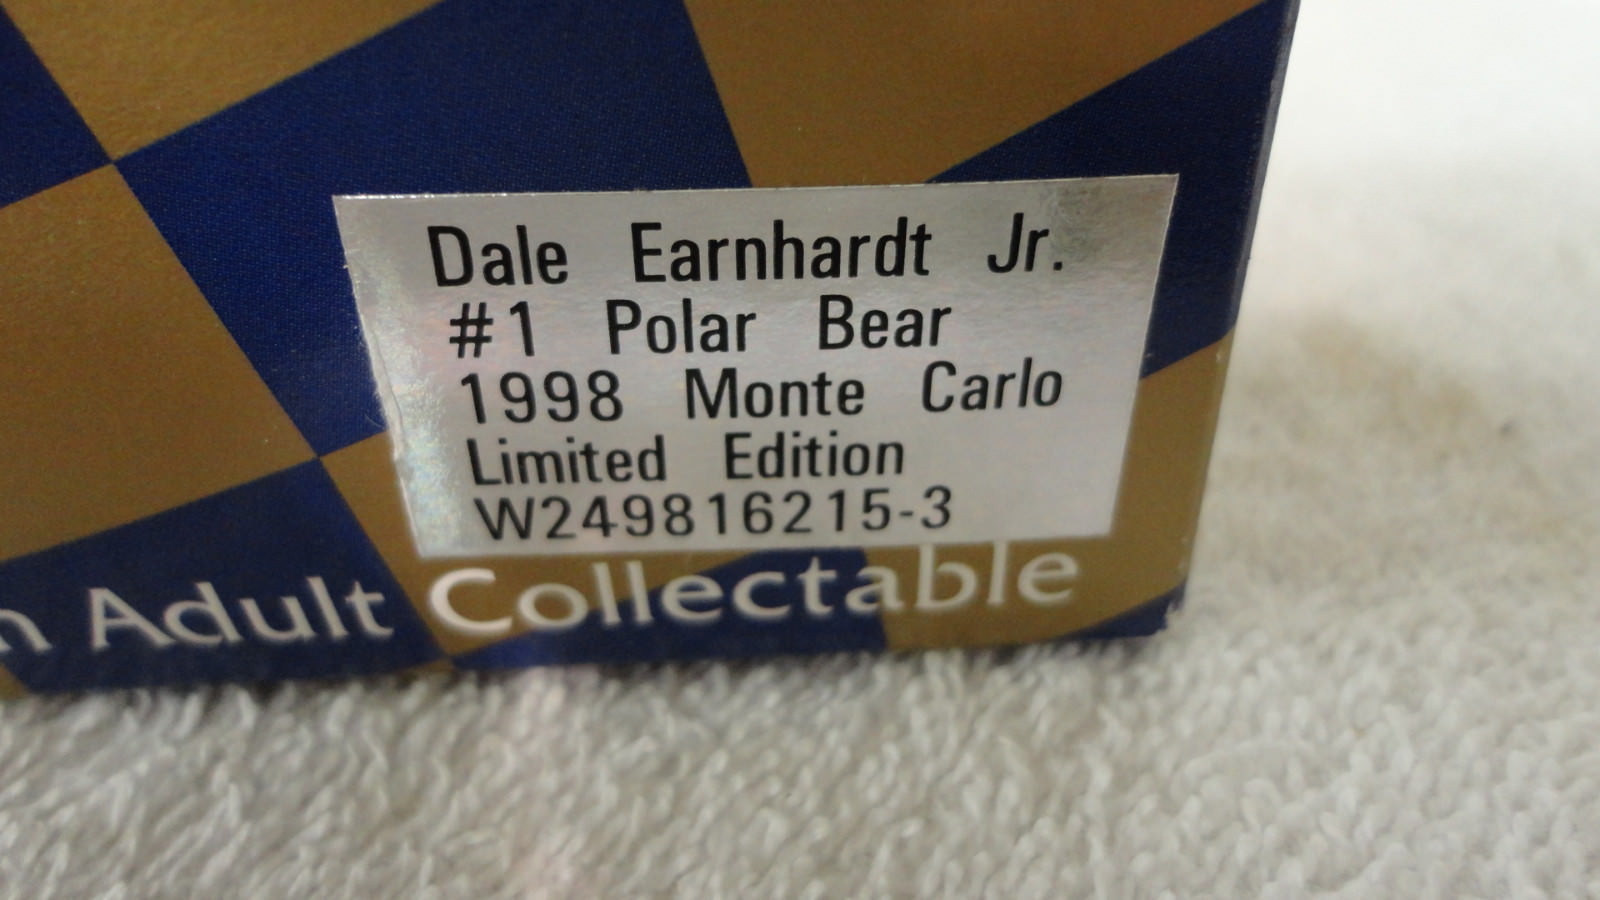 Dale Earnhardt Jr.
#1 Polar Bear
1998 Monte Carlo
Limited Edition
W249816215-3
Adult Collectable